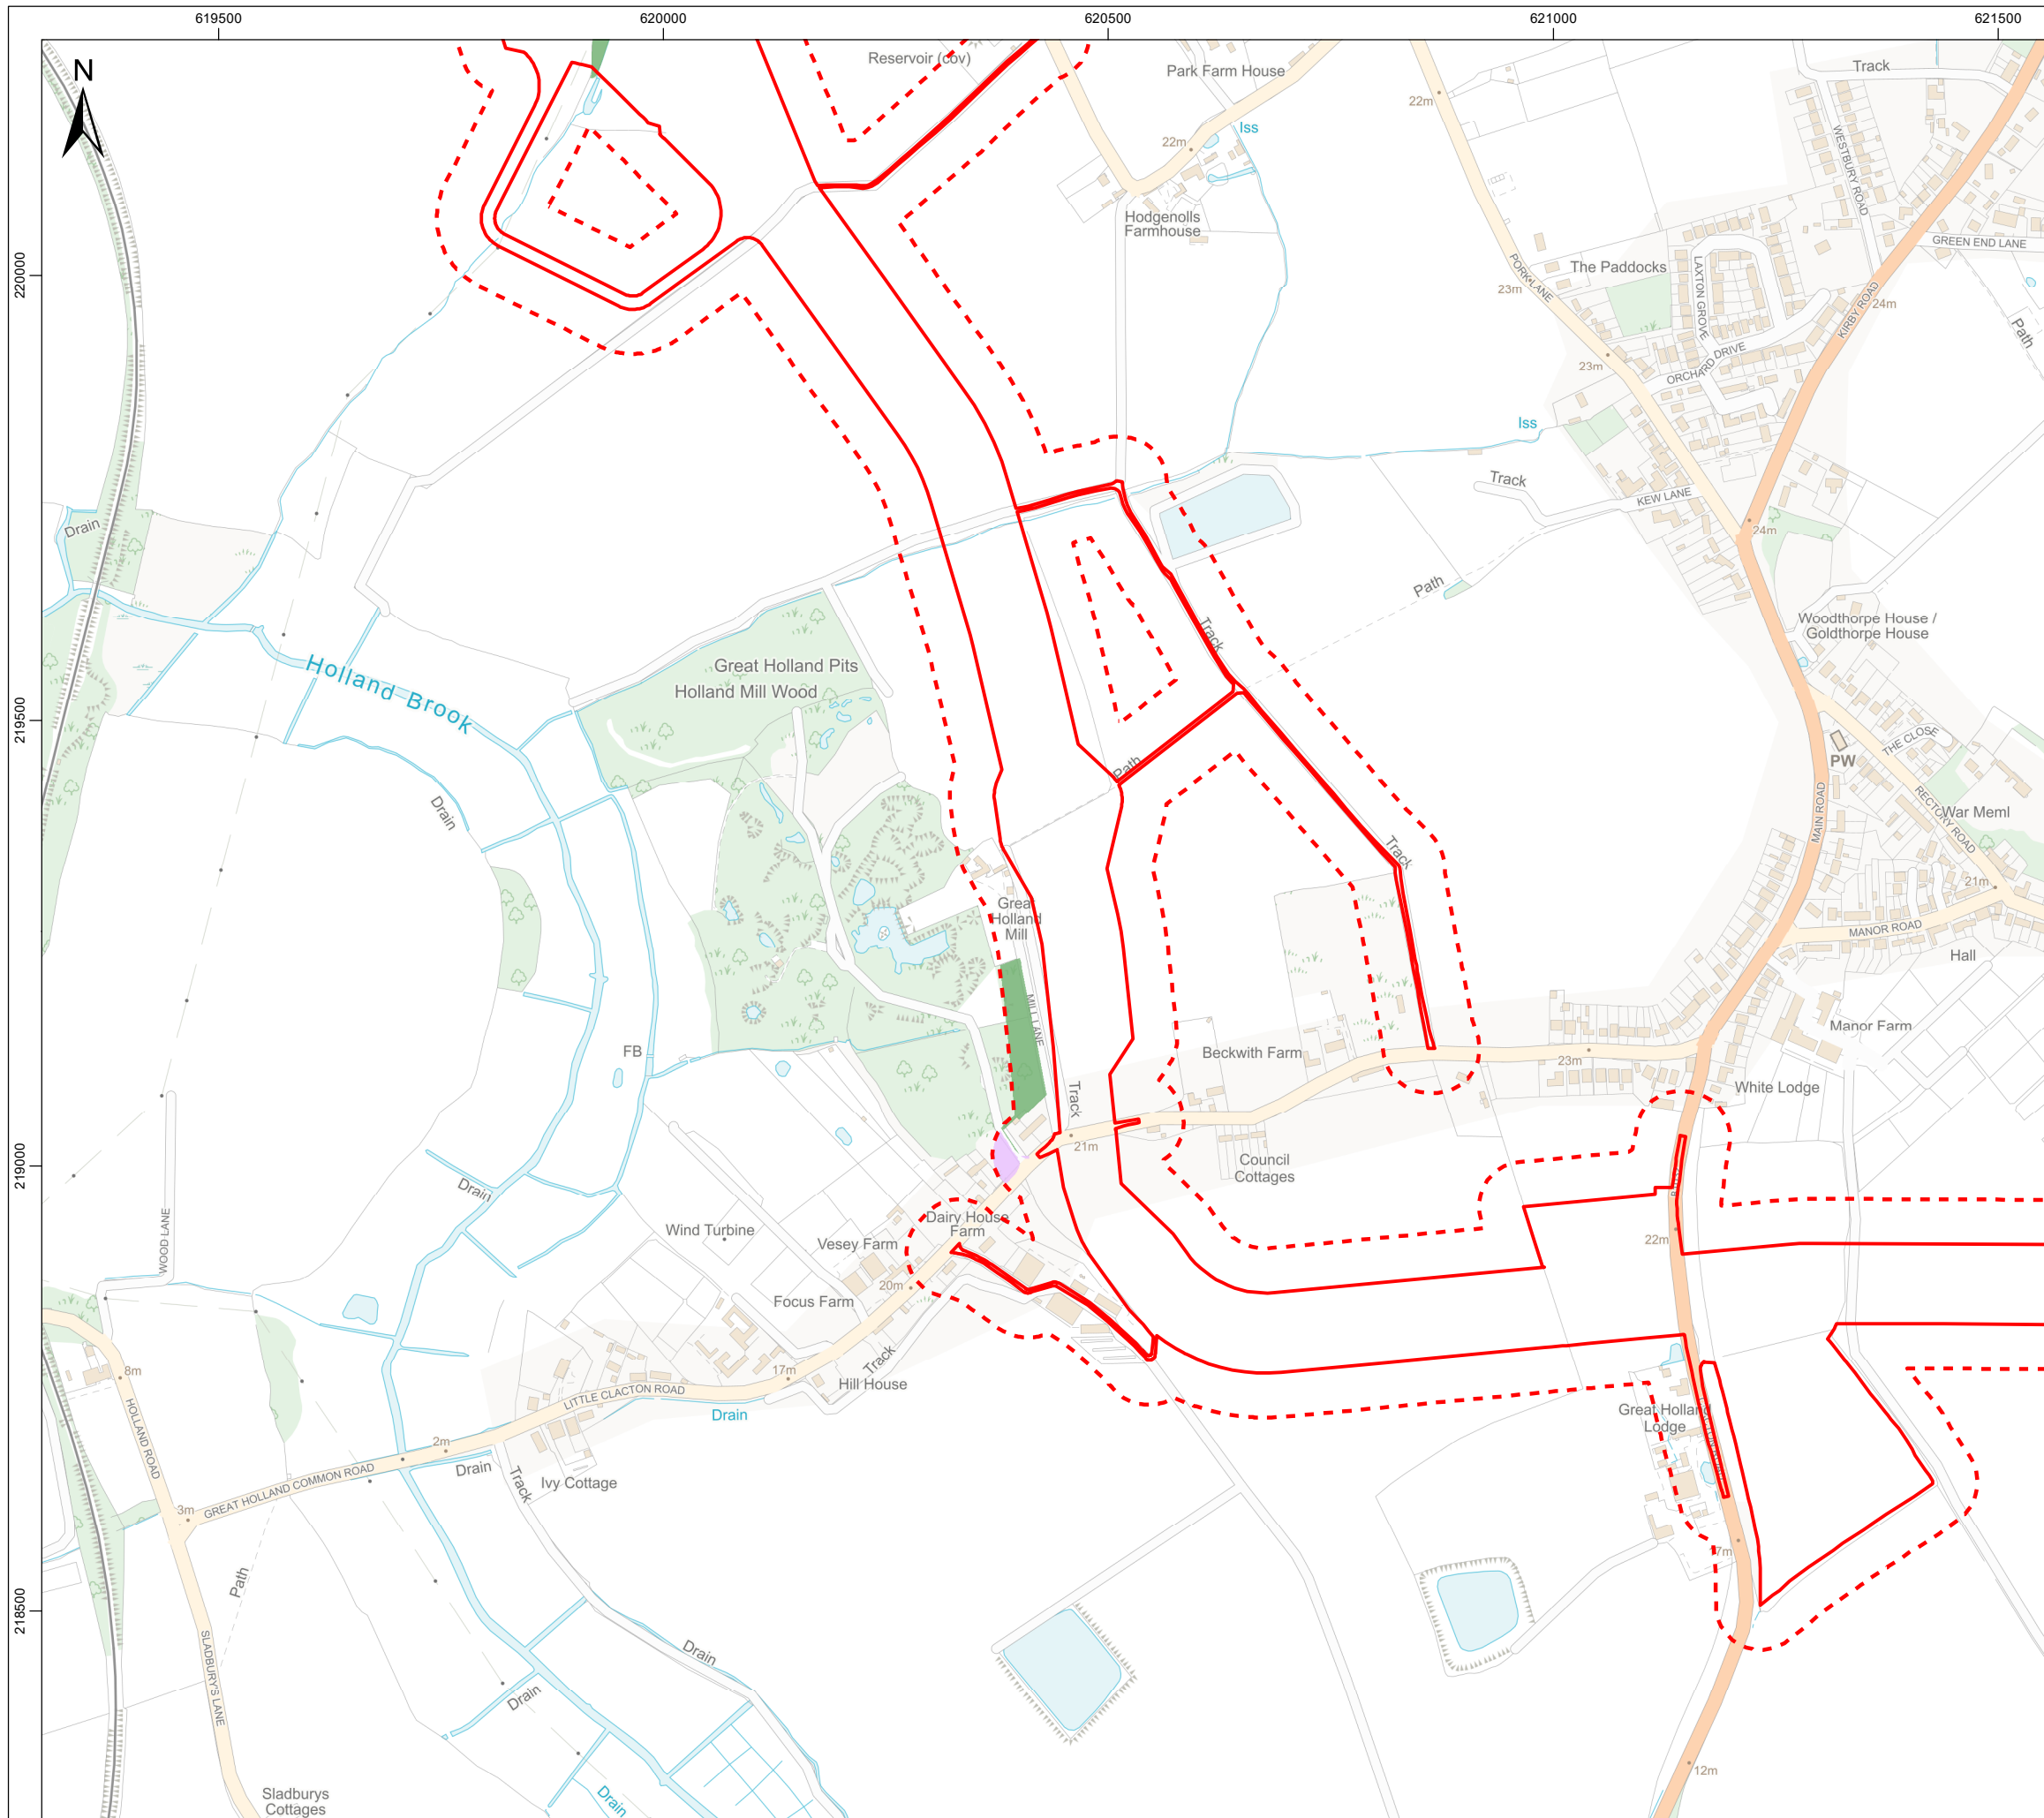 619500
620000
620500
621000
621500
N
220000
219500
219000
218500
Reservoir (cov)
Park Farm House
22m
Iss
22m
Track
WESTBURY ROAD
GREEN END LANE
Hodgenolls
Farmhouse
PORK LANE
23m
The Paddocks
LAXTON GROVE
KIRBY ROAD
24m
Path
23m
ORCHARD DRIVE
Iss
Track
KEW LANE
24m
Drain
Path
Track
Woodthorpe House /
Goldthorpe House
Holland Brook
Great Holland Pits
Holland Mill Wood
Path
THE CLOSE
PW
RECTORY ROAD
War Meml
MAIN ROAD
Drain
Track
21m
MANOR ROAD
Hall
Holland
Mill
MILL LANE
FB
Beckwith Farm
23m
Manor Farm
White Lodge
Track
21m
Council
Cottages
Drain
WOOD LANE
Wind Turbine
Dairy House
Farm
Vesey Farm
20m
Focus Farm
22m
8m
HOLLAND ROAD
17m
Track
Hill House
LITTLE CLACTON ROAD
Drain
Great Holland
Lodge
2m
GREAT HOLLAND COMMON ROAD
Drain
Track
Ivy Cottage
3m
Path
SLADBURY'S LANE
Drain
Drain
12m
Sladburys
Cottages
Drain